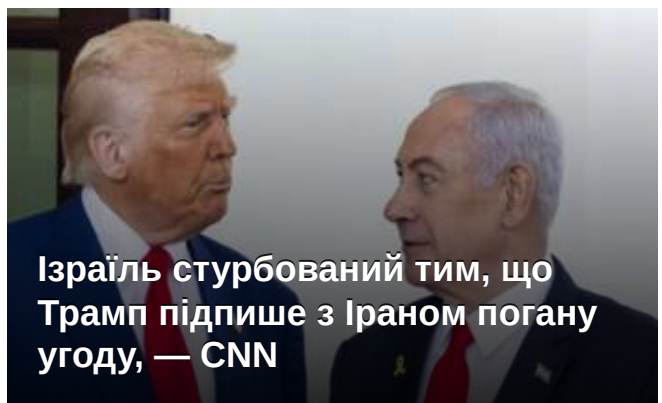 Ізраїль стурбований тим, що
Трамп підпише з Іраном погану
угоду, — CNN